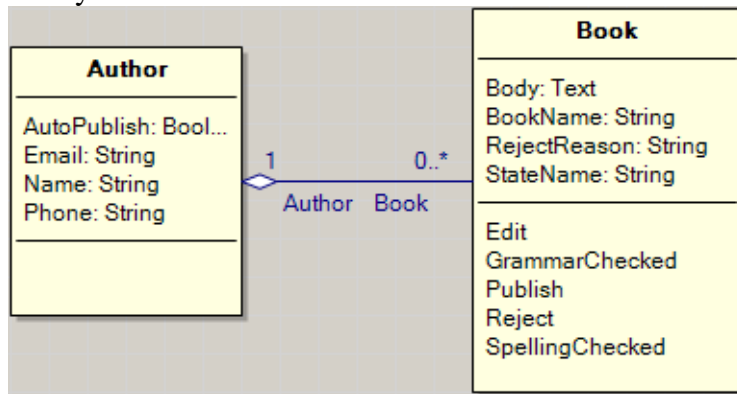 Author
AutoPublish: Bool...
Email: String
Name: String
Phone: String
1
0..*
Author
Book
Book
Body: Text
BookName: String
RejectReason: String
StateName: String
Edit
GrammarChecked
Publish
Reject
SpellingChecked